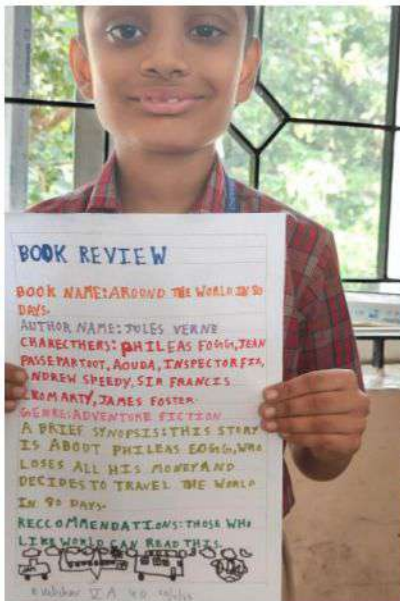 BOOK REVIEW
BOOK NAME: AROUND THE WORLD IN 80
DAYS.
AUTHOR NAME: JULES VERNE
CHARECTHERS: PHILEAS FOGG, JEAN
PASSEPARTOUT, AOUDA, INSPECTOR FIX,
ANDREW SPEEDY, SIR FRANCIS
CROMARTY, JAMES FOSTER.
GENRE: ADVENTURE FICTION
A BRIEF SYNOPSIS: THIS STORY
IS ABOUT PHILEAS FOGG, WHO
LOSES ALL HIS MONEY AND
DECIDES TO TRAVEL THE WORLD
IN 80 DAYS.
RECCOMMENDATIONS: THOSE WHO
LIKE WORLD CAN READ THIS.
V A